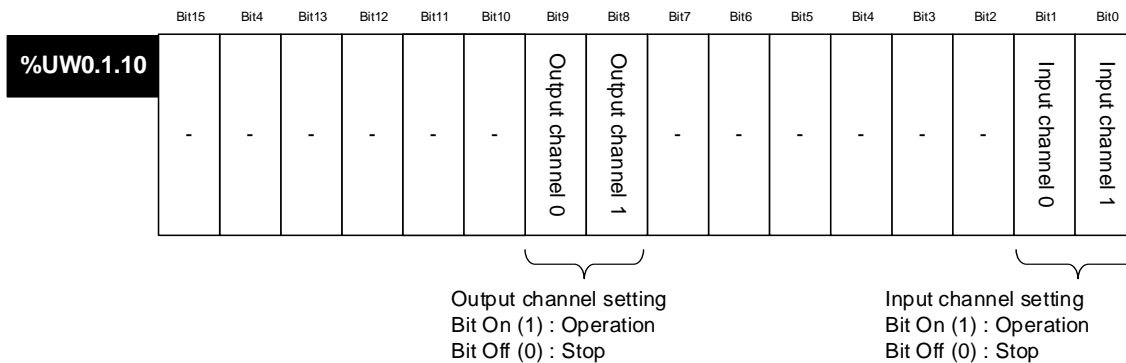 Bit15 Bit4 Bit13 Bit12 Bit11 Bit10 Bit9 Bit8 Bit7 Bit6 Bit5 Bit4 Bit3 Bit2 Bit1 Bit0
%UW0.1.10
- - - - - - Output channel 0 Output channel 1 - - - - - - Input channel 0 Input channel 1
Output channel setting
Bit On (1) : Operation
Bit Off (0) : Stop
Input channel setting
Bit On (1) : Operation
Bit Off (0) : Stop